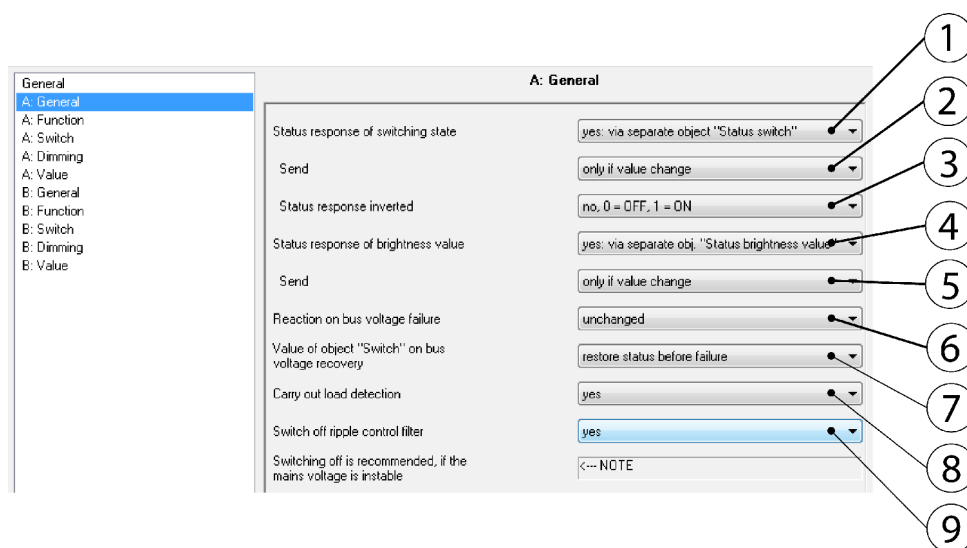 General
A: General
A: Function
A: Switch
A: Dimming
A: Value
B: General
B: Function
B: Switch
B: Dimming
B: Value
A: General
Status response of switching state
yes: via separate object "Status switch"
1
Send
only if value change
2
Status response inverted
no, 0 = OFF, 1 = ON
3
Status response of brightness value
yes: via separate obj. "Status brightness value"
4
Send
only if value change
5
Reaction on bus voltage failure
unchanged
6
Value of object "Switch" on bus
voltage recovery
restore status before failure
7
Carry out load detection
yes
8
Switch off ripple control filter
yes
9
Switching off is recommended, if the
mains voltage is instable
<--- NOTE